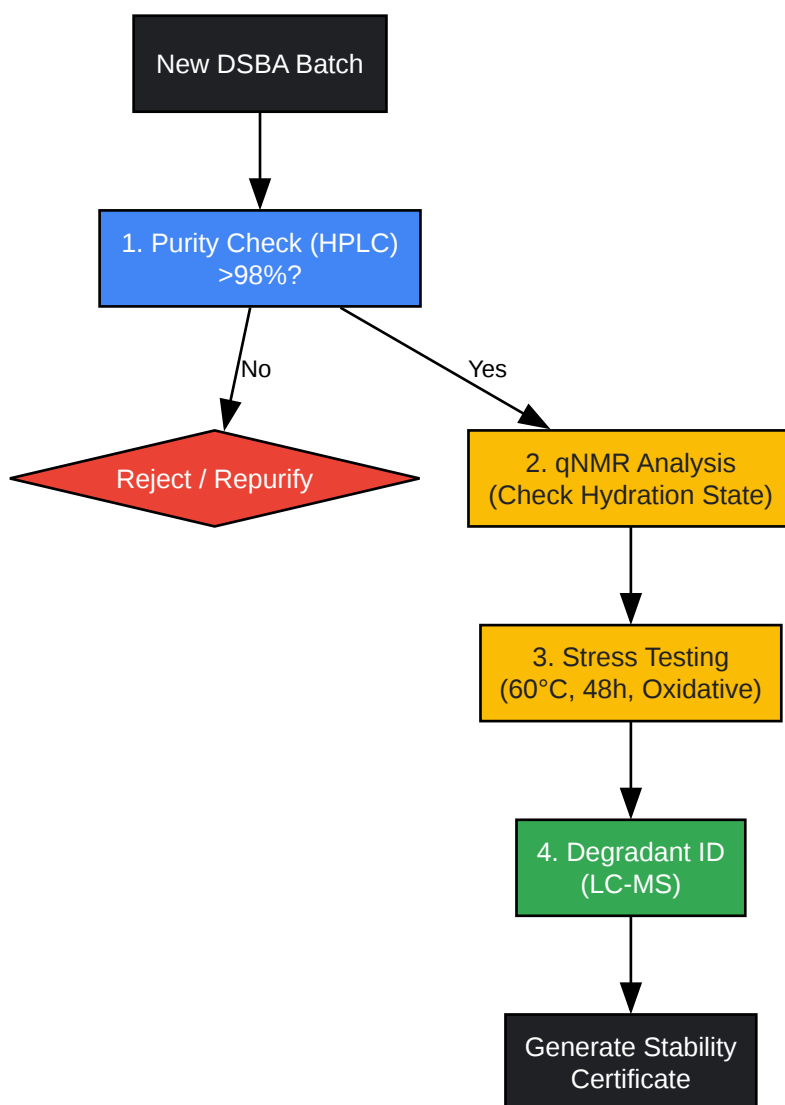 New DSBA Batch
1. Purity Check (HPLC)
>98%?
No
Yes
Reject / Repurify
2. qNMR Analysis
(Check Hydration State)
3. Stress Testing
(60°C, 48h, Oxidative)
4. Degradant ID
(LC-MS)
Generate Stability
Certificate